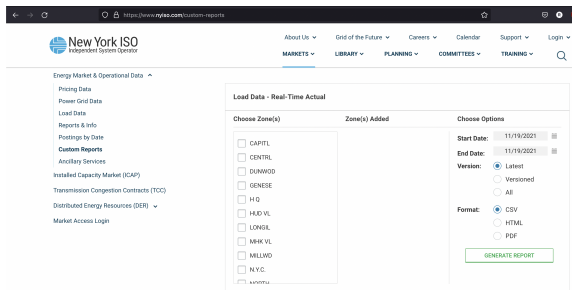 https://www.nyiso.com/custom-reports
New York ISO
Independent System Operator
About Us
Grid of the Future
Careers
Calendar
Support
Login
MARKETS
LIBRARY
PLANNING
COMMITTEES
TRAINING
Energy Market & Operational Data
Pricing Data
Power Grid Data
Load Data
Reports & Info
Postings by Date
Custom Reports
Ancillary Services
Installed Capacity Market (ICAP)
Transmission Congestion Contracts (TCC)
Distributed Energy Resources (DER)
Market Access Login
Load Data - Real-Time Actual
Choose Zone(s)
CAPITL
CENTRL
DUNWOD
GENESE
H Q
HUD VL
LONGIL
MHK VL
MILLWD
N.Y.C.
NORTH
Zone(s) Added
Choose Options
Start Date: 11/19/2021
End Date: 11/19/2021
Version: Latest
Versioned
All
Format: CSV
HTML
PDF
GENERATE REPORT